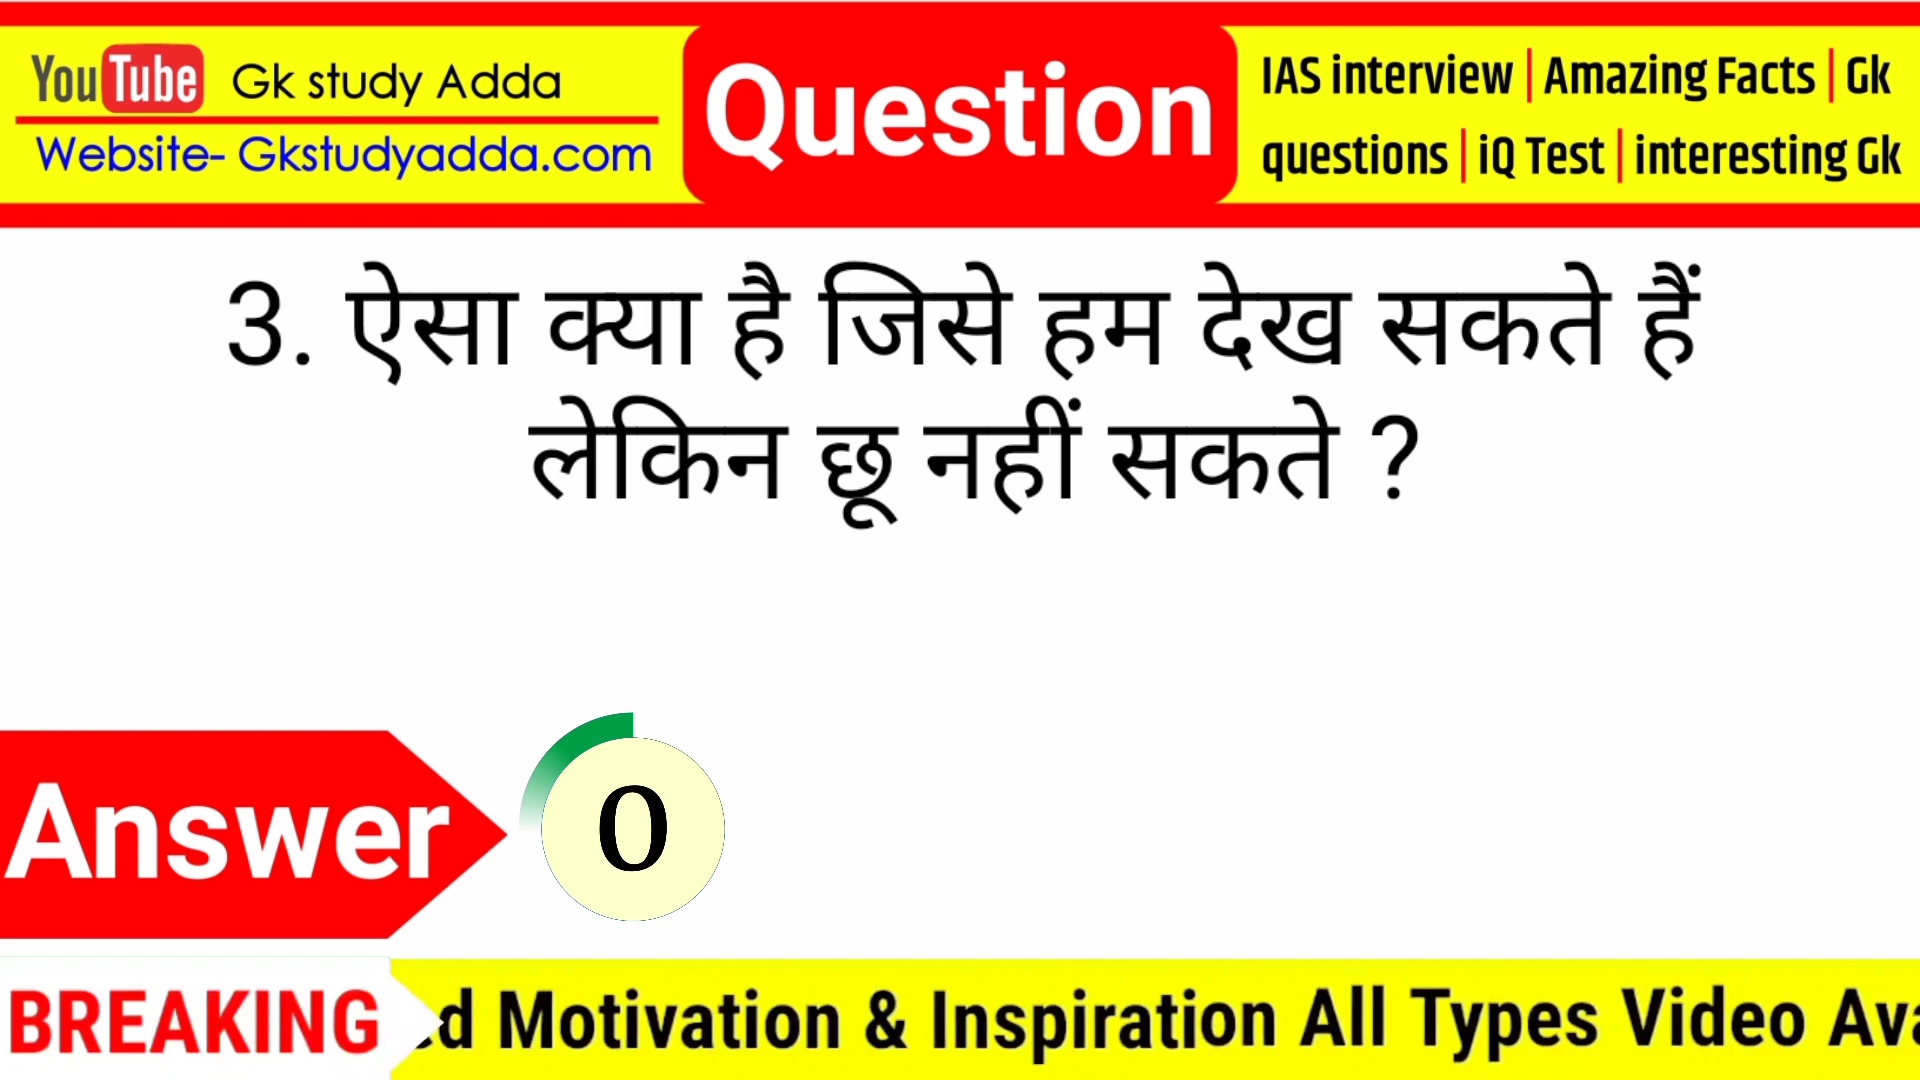 YouTube Gk study Adda
Website- Gkstudyadda.com
Question
IAS interview | Amazing Facts | Gk
questions | iQ Test | interesting Gk
3. ऐसा क्या है जिसे हम देख सकते हैं
लेकिन छू नहीं सकते ?
Answer
0
BREAKING
d Motivation & Inspiration All Types Video Ava